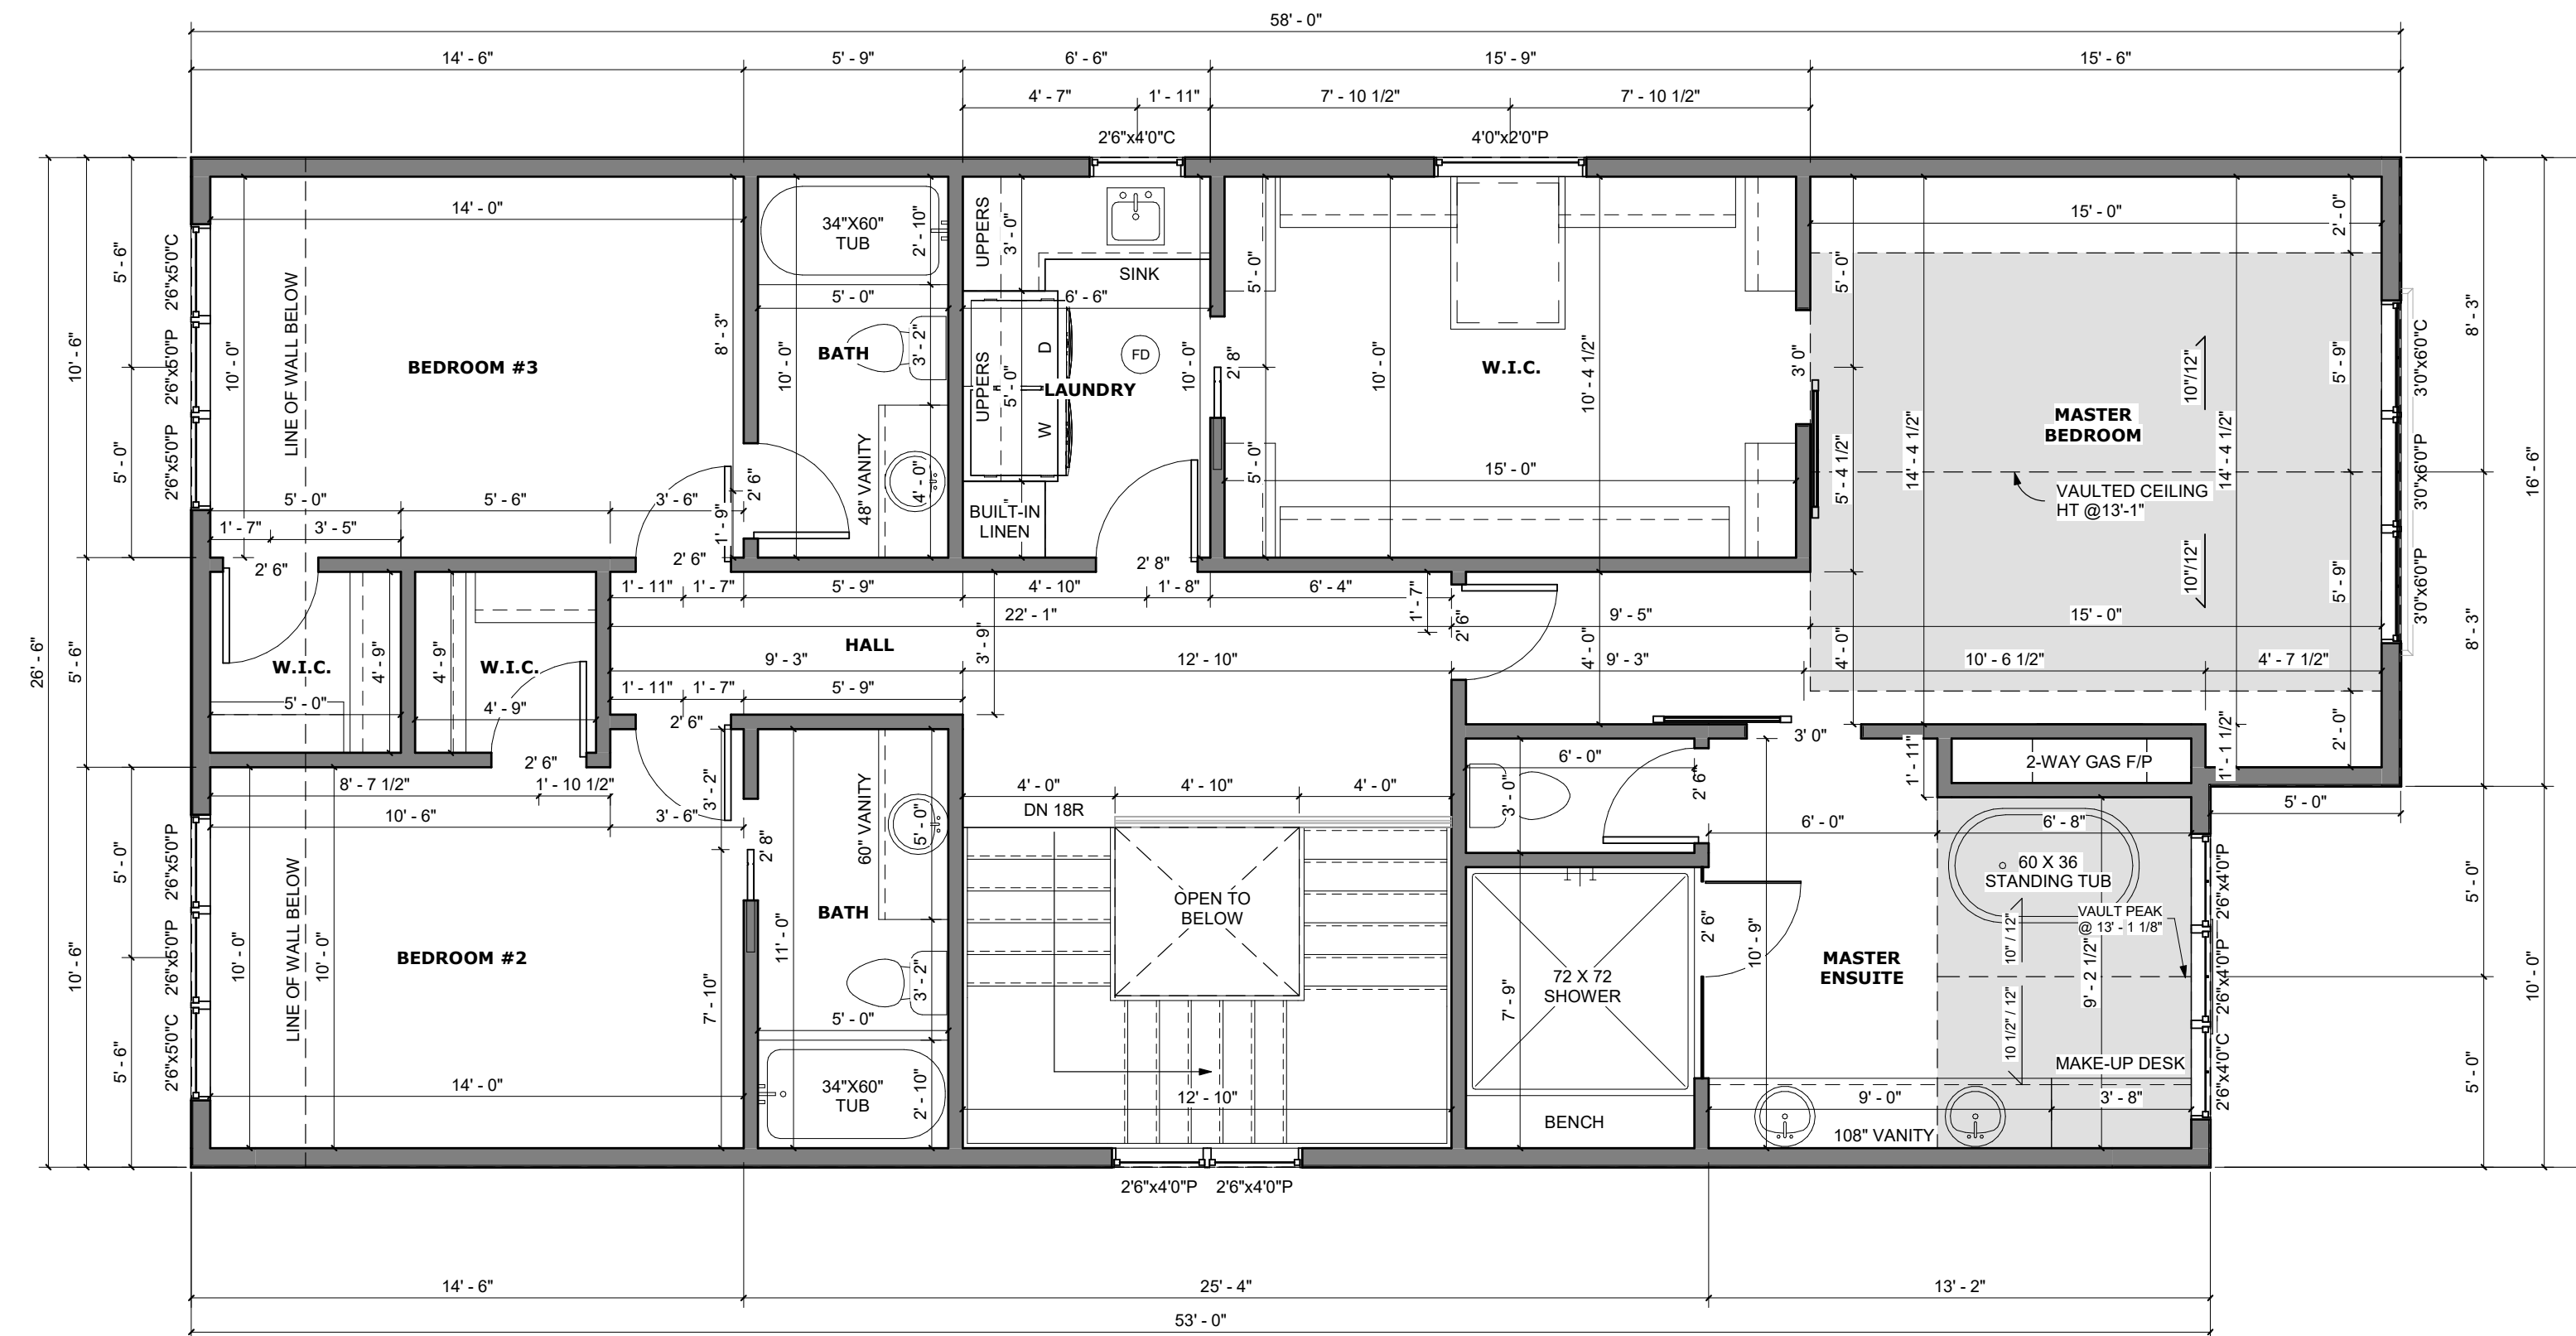 58' - 0"
14' - 6"
5' - 9"
6' - 6"
15' - 9"
15' - 6"
4' - 7"
1' - 11"
7' - 10 1/2"
7' - 10 1/2"
2'6"x4'0"C
4'0"x2'0"P
26' - 6"
10' - 6"
5' - 6"
10' - 6"
5' - 6"
5' - 0"
5' - 0"
5' - 6"
2'6"x5'0"C
2'6"x5'0"P
2'6"x5'0"P
14' - 0"
10' - 0"
LINE OF WALL BELOW
BEDROOM #3
8' - 3"
5' - 0"
5' - 6"
3' - 6"
1' - 7"
3' - 5"
1' - 9"
2' 6"
2' 6"
2' 6"
34"X60"
TUB
2' - 10"
5' - 0"
10' - 0"
BATH
3' - 2"
48" VANITY
4' - 0"
UPPERS
3' - 0"
SINK
6' - 6"
UPPERS
5' - 0"
D
W
FD
LAUNDRY
10' - 0"
BUILT-IN
LINEN
2' 8"
2' 8"
5' - 0"
5' - 0"
10' - 0"
W.I.C.
10' - 4 1/2"
15' - 0"
3' 0"
5' - 0"
5' - 4 1/2"
14' - 4 1/2"
15' - 0"
2' - 0"
10"/12"
14' - 4 1/2"
5' - 9"
MASTER
BEDROOM
VAULTED CEILING
HT @13'-1"
10"/12"
5' - 9"
15' - 0"
10' - 6 1/2"
4' - 7 1/2"
2' - 0"
3'0"x6'0"C
3'0"x6'0"P
3'0"x6'0"P
8' - 3"
8' - 3"
16' - 6"
W.I.C.
4' - 9"
5' - 0"
4' - 9"
W.I.C.
4' - 9"
2' 6"
1' - 11"
1' - 7"
5' - 9"
4' - 10"
1' - 8"
6' - 4"
22' - 1"
HALL
3' - 9"
9' - 3"
12' - 10"
1' - 11"
1' - 7"
5' - 9"
2' 6"
1' - 7"
2' 6"
9' - 5"
4' - 0"
9' - 3"
4' - 0"
3' 0"
1' - 11"
2-WAY GAS F/P
1' - 1 1/2"
5' - 0"
8' - 7 1/2"
1' - 10 1/2"
10' - 6"
3' - 6"
3' - 2"
2' 8"
2'6"x5'0"P
2'6"x5'0"P
2'6"x5'0"C
10' - 0"
LINE OF WALL BELOW
10' - 0"
BEDROOM #2
7' - 10"
14' - 0"
60" VANITY
5' - 0"
11' - 0"
BATH
3' - 2"
5' - 0"
34"X60"
TUB
2' - 10"
4' - 0"
4' - 10"
4' - 0"
DN 18R
OPEN TO
BELOW
12' - 10"
2'6"x4'0"P
2'6"x4'0"P
6' - 0"
3' - 0"
2' 6"
72 X 72
SHOWER
7' - 9"
BENCH
2' 6"
10' - 9"
6' - 0"
6' - 8"
60 X 36
STANDING TUB
VAULT PEAK
@ 13' - 1 1/8"
10" / 12"
9' - 2 1/2"
MASTER
ENSUITE
10 1/2" / 12"
MAKE-UP DESK
9' - 0"
3' - 8"
108" VANITY
2'6"x4'0"P
2'6"x4'0"P
2'6"x4'0"C
5' - 0"
5' - 0"
10' - 0"
14' - 6"
25' - 4"
13' - 2"
53' - 0"